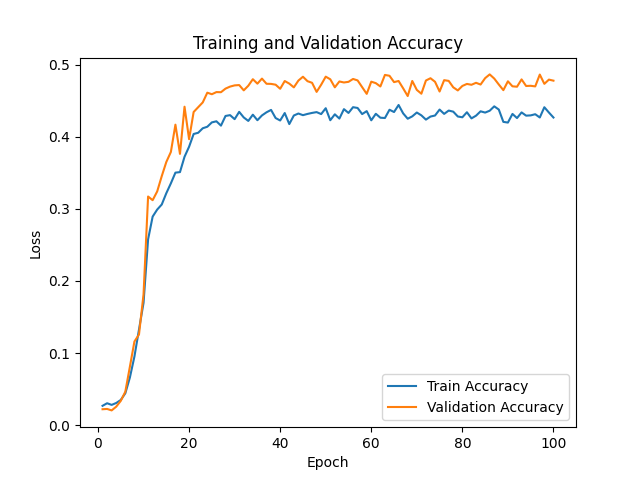 Training and Validation Accuracy
0.5
0.4
0.3
0.2
0.1
0.0
Loss
Train Accuracy
Validation Accuracy
0 20 40 60 80 100
Epoch